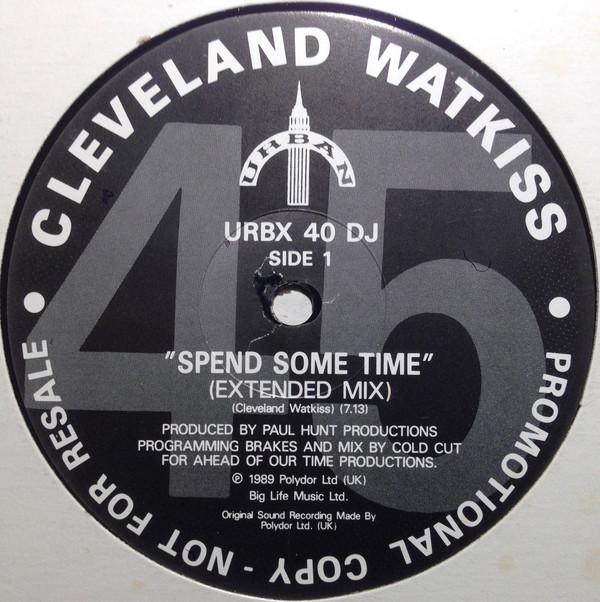 CLEVELAND WATKISS
URBAN
URBX 40 DJ
SIDE 1
45
"SPEND SOME TIME"
(EXTENDED MIX)
(Cleveland Watkiss) (7.13)
PRODUCED BY PAUL HUNT PRODUCTIONS
PROGRAMMING BRAKES AND MIX BY COLD CUT
FOR AHEAD OF OUR TIME PRODUCTIONS.
℗ 1989 Polydor Ltd (UK)
Big Life Music Ltd.
Original Sound Recording Made By
Polydor Ltd. (UK)
• PROMOTIONAL COPY - NOT FOR RESALE •